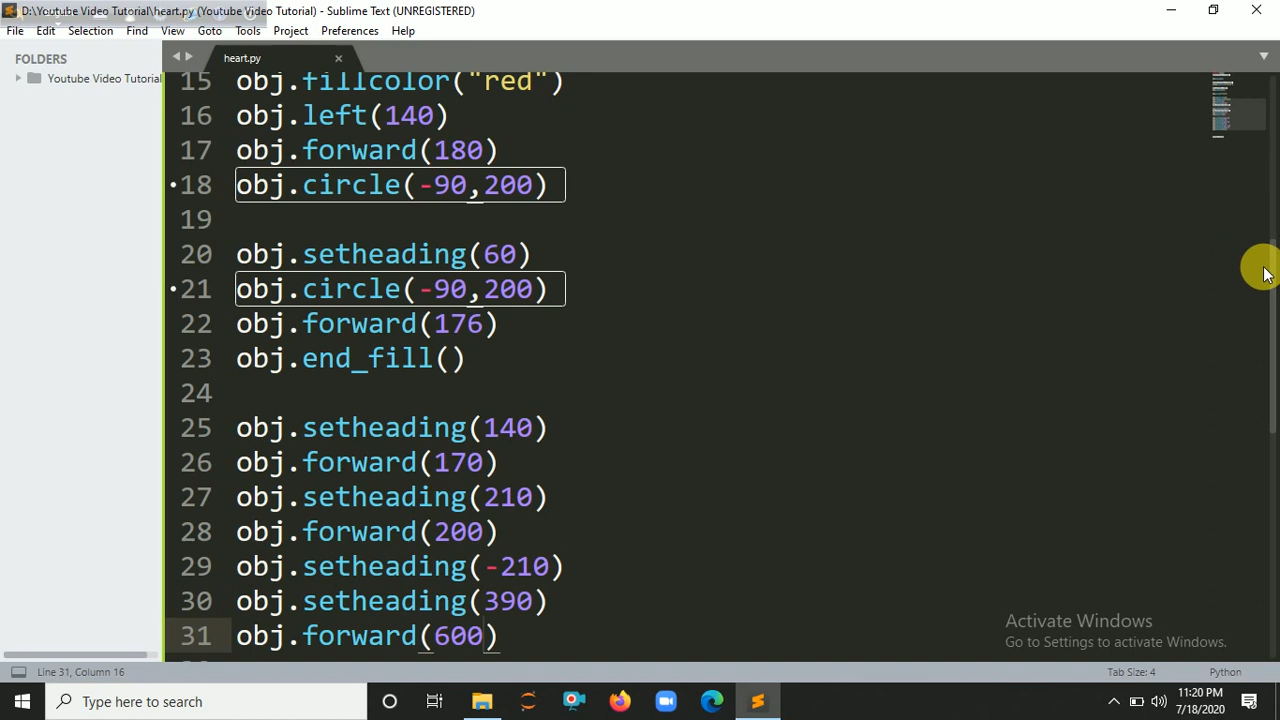 D:\Youtube Video Tutorial\heart.py (Youtube Video Tutorial) - Sublime Text (UNREGISTERED)
File Edit Selection Find View Goto Tools Project Preferences Help
FOLDERS
Youtube Video Tutorial
heart.py
15 obj.fillcolor("red")
16 obj.left(140)
17 obj.forward(180)
18 obj.circle(-90,200)
19
20 obj.setheading(60)
21 obj.circle(-90,200)
22 obj.forward(176)
23 obj.end_fill()
24
25 obj.setheading(140)
26 obj.forward(170)
27 obj.setheading(210)
28 obj.forward(200)
29 obj.setheading(-210)
30 obj.setheading(390)
31 obj.forward(600)
Activate Windows
Go to Settings to activate Windows.
Line 31, Column 16
Tab Size: 4
Python
Type here to search
11:20 PM
7/18/2020